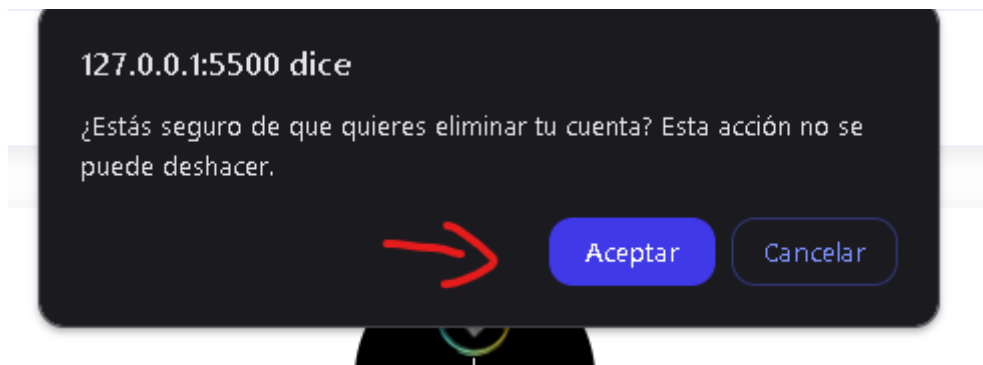 127.0.0.1:5500 dice
¿Estás seguro de que quieres eliminar tu cuenta? Esta acción no se
puede deshacer.
Aceptar
Cancelar